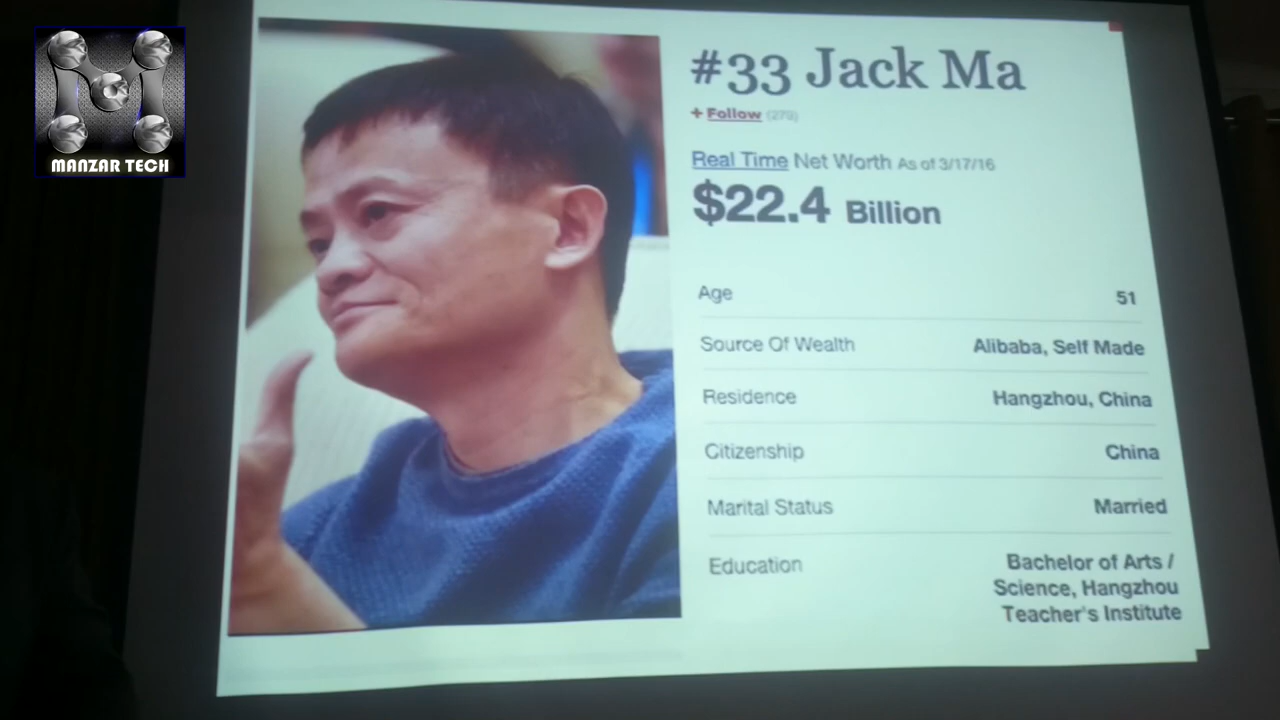 MANZAR TECH
#33 Jack Ma
+ Follow (279)
Real Time Net Worth As of 3/17/16
$22.4 Billion
Age 51
Source Of Wealth Alibaba, Self Made
Residence Hangzhou, China
Citizenship China
Marital Status Married
Education Bachelor of Arts /
Science, Hangzhou
Teacher's Institute